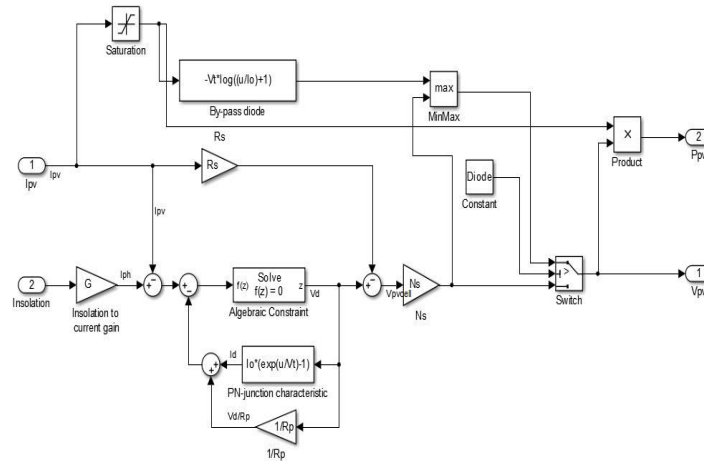 Saturation
-Vt*log((u/Io)+1)
By-pass diode
max
MinMax
Rs
1
Ipv
Ipv
Rs
×
Product
2
Ppv
Diode
Constant
Ipv
2
Insolation
G
Insolation to
current gain
Iph
f(z)
Solve
f(z) = 0
z
Algebraic Constraint
Vd
Vpvcell
Ns
Ns
>
Switch
1
Vpv
Id
Io*(exp(u/Vt)-1)
PN-junction characteristic
Vd/Rp
1/Rp
1/Rp